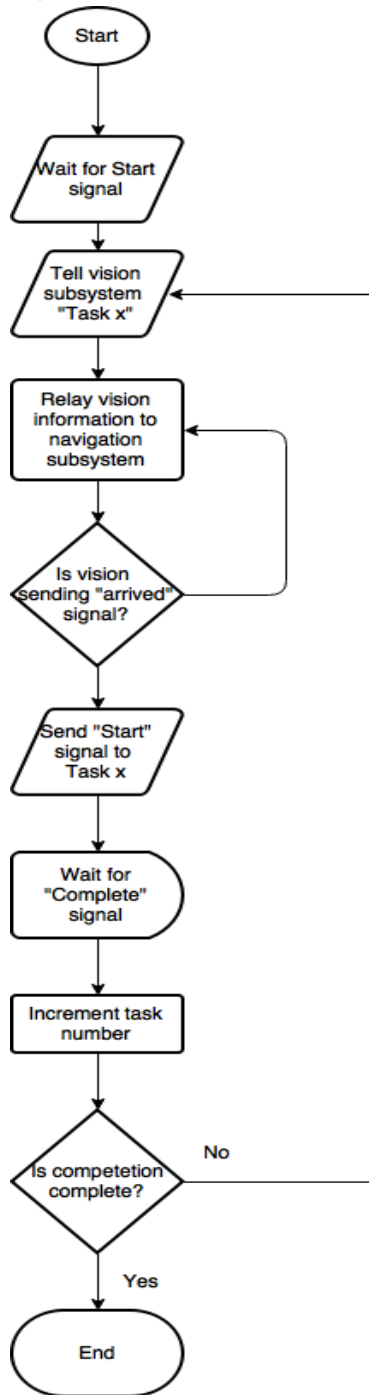 Start
Wait for Start
signal
Tell vision
subsystem
"Task x"
Relay vision
information to
navigation
subsystem
Is vision
sending "arrived"
signal?
Send "Start"
signal to
Task x
Wait for
"Complete"
signal
Increment task
number
Is competetion
complete?
No
Yes
End